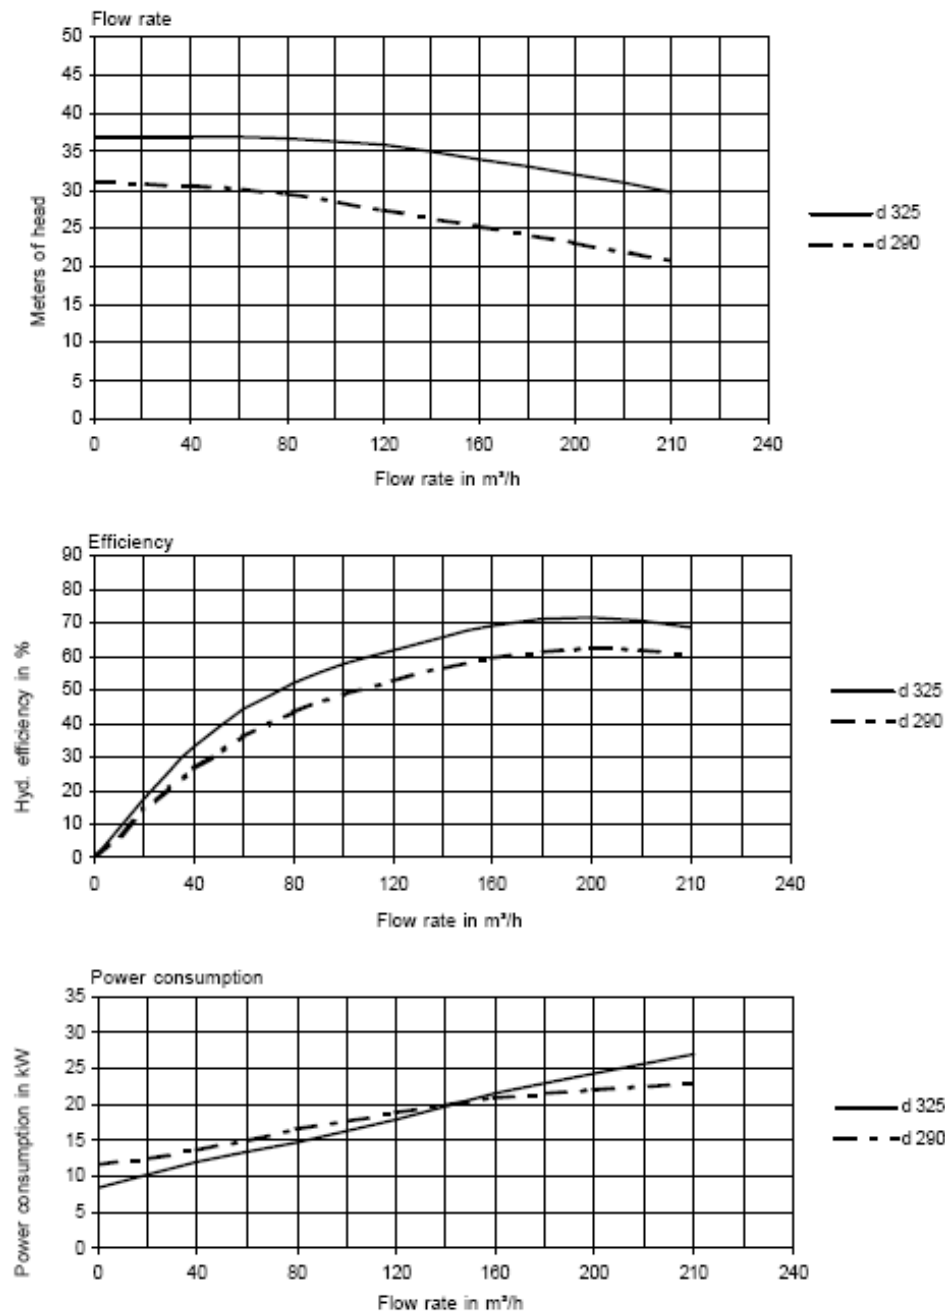 Flow rate
50
45
40
35
30
25
20
15
10
5
0
Meters of head
0 40 80 120 160 200 210 240
Flow rate in m³/h
d 325
d 290
Efficiency
90
80
70
60
50
40
30
20
10
0
Hyd. efficiency in %
0 40 80 120 160 200 210 240
Flow rate in m³/h
d 325
d 290
Power consumption
35
30
25
20
15
10
5
0
Power consumption in kW
0 40 80 120 160 200 210 240
Flow rate in m³/h
d 325
d 290